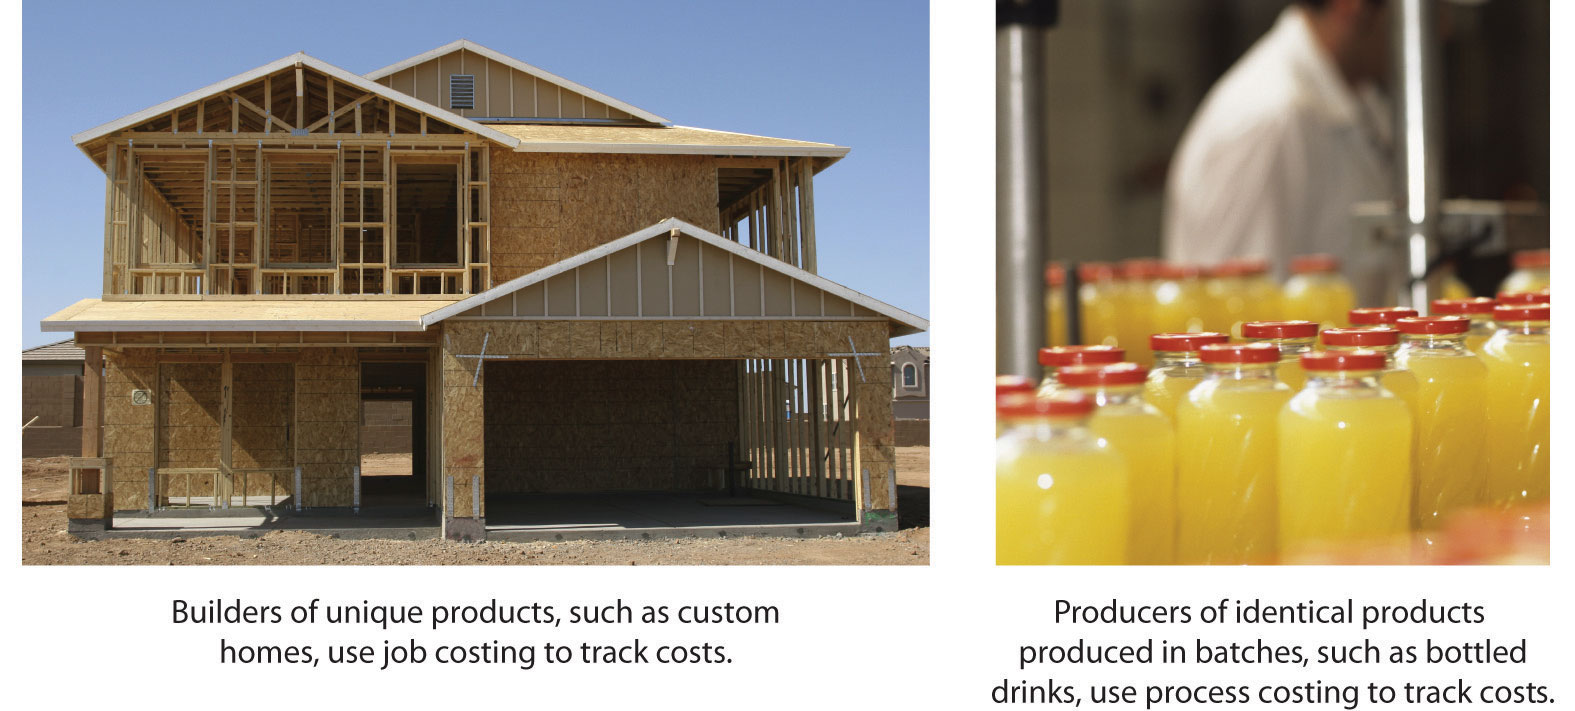 Builders of unique products, such as custom
homes, use job costing to track costs.
Producers of identical products
produced in batches, such as bottled
drinks, use process costing to track costs.